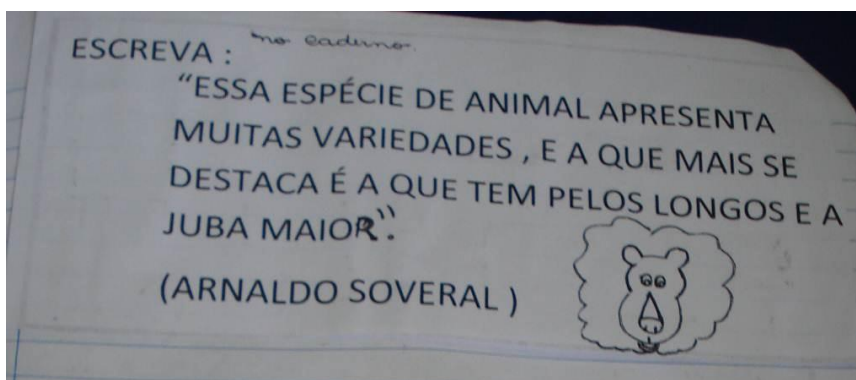 ESCREVA : no caderno.
"ESSA ESPÉCIE DE ANIMAL APRESENTA
MUITAS VARIEDADES , E A QUE MAIS SE
DESTACA É A QUE TEM PELOS LONGOS E A
JUBA MAIOR".
(ARNALDO SOVERAL )